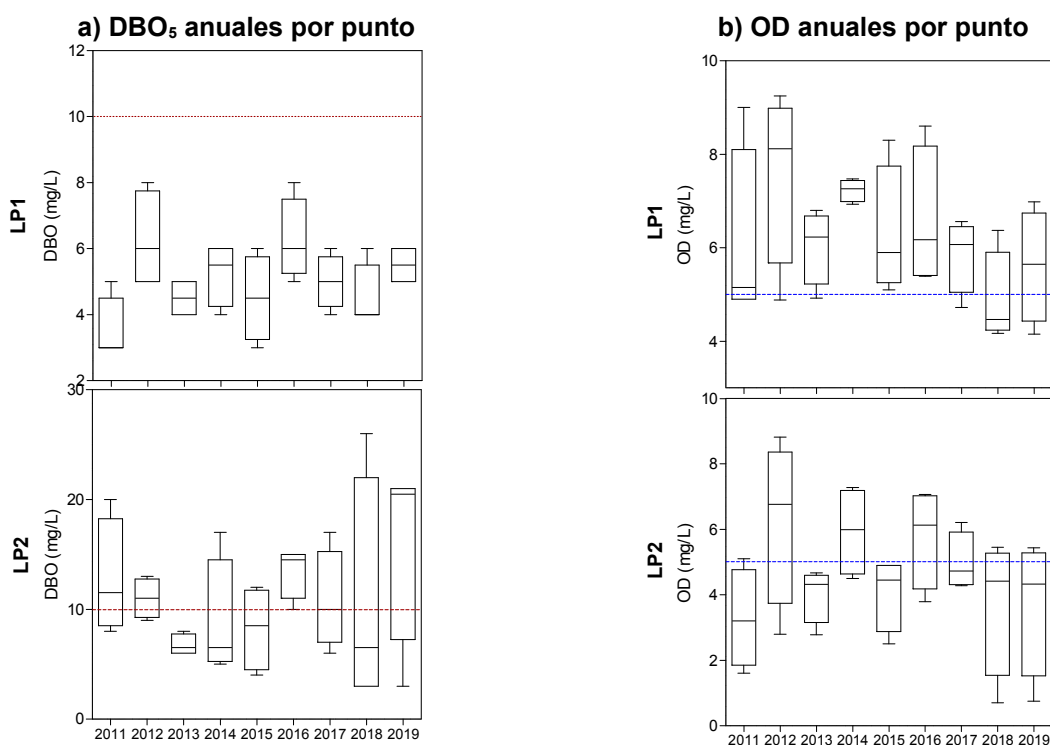 a) DBO₅ anuales por punto
12
10
8
6
4
2
LP1
DBO (mg/L)
30
20
10
0
LP2
DBO (mg/L)
2011 2012 2013 2014 2015 2016 2017 2018 2019
b) OD anuales por punto
10
8
6
4
LP1
OD (mg/L)
10
8
6
4
2
0
LP2
OD (mg/L)
2011 2012 2013 2014 2015 2016 2017 2018 2019